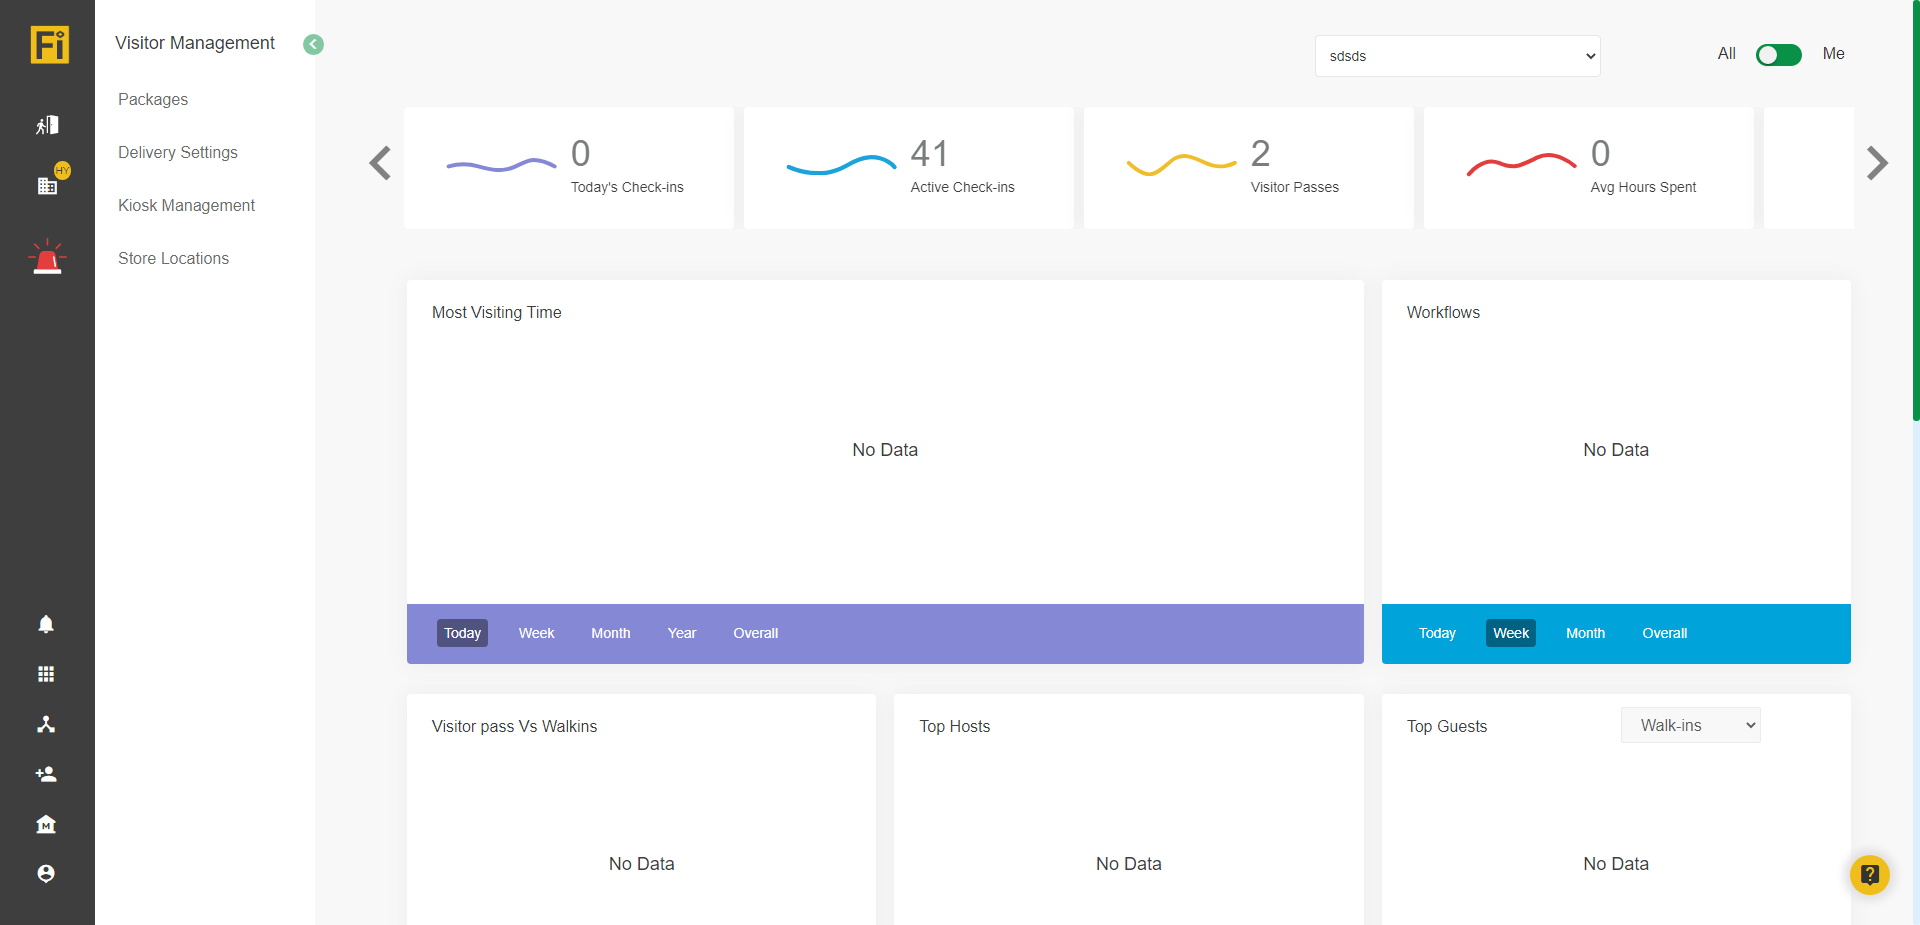 Fi
Visitor Management
sdsds
All
Me
Packages
Delivery Settings
Kiosk Management
Store Locations
HY
0
Today's Check-ins
41
Active Check-ins
2
Visitor Passes
0
Avg Hours Spent
Most Visiting Time
No Data
Today Week Month Year Overall
Workflows
No Data
Today Week Month Overall
Visitor pass Vs Walkins
No Data
Top Hosts
No Data
Top Guests
Walk-ins
No Data
M
?